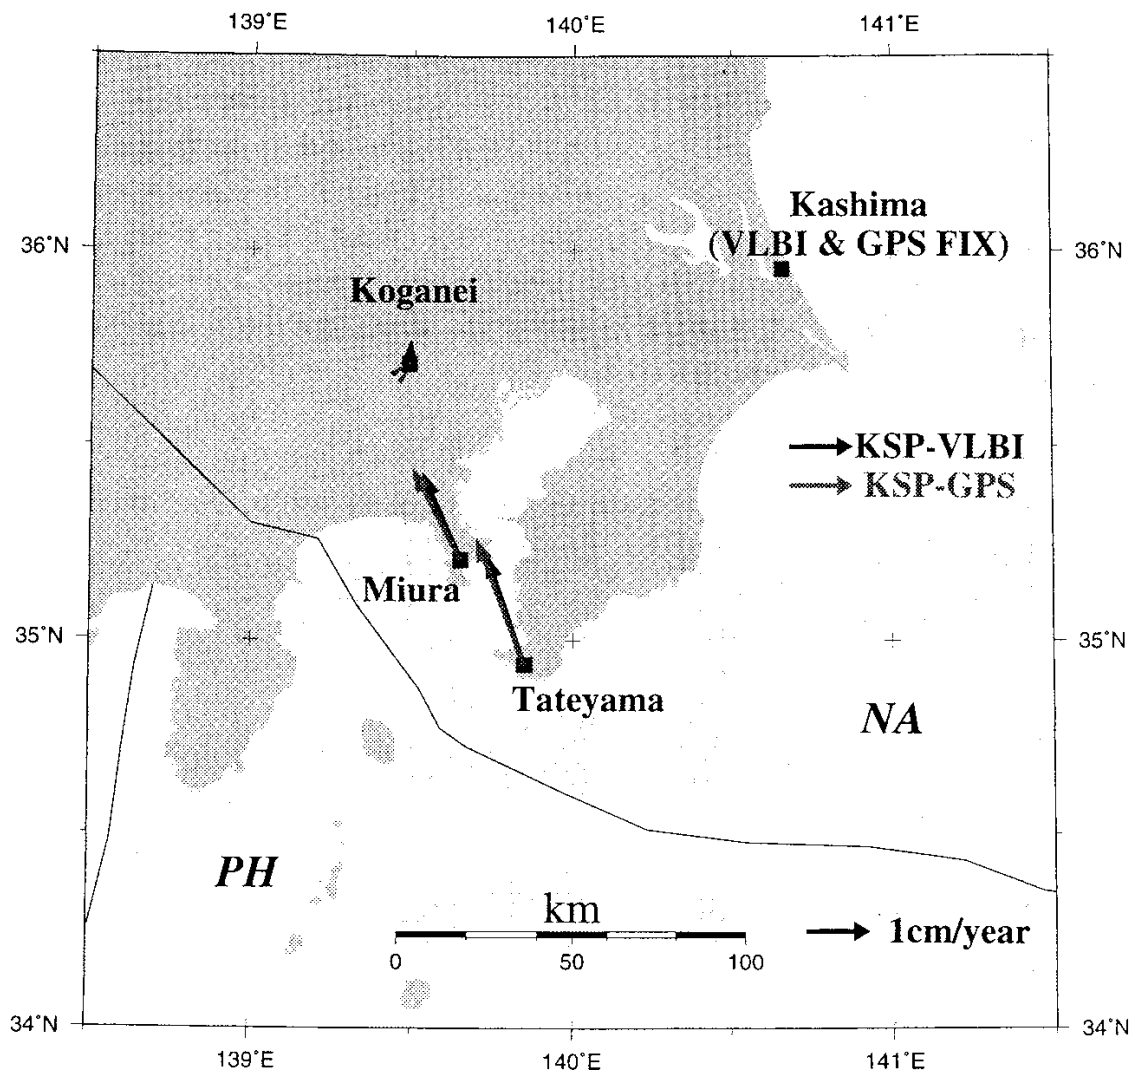 139˚E 140˚E 141˚E
Kashima
36˚N (VLBI & GPS FIX) 36˚N
Koganei
KSP-VLBI
KSP-GPS
Miura
35˚N 35˚N
Tateyama
NA
PH
km
1cm/year
0 50 100
34˚N 34˚N
139˚E 140˚E 141˚E